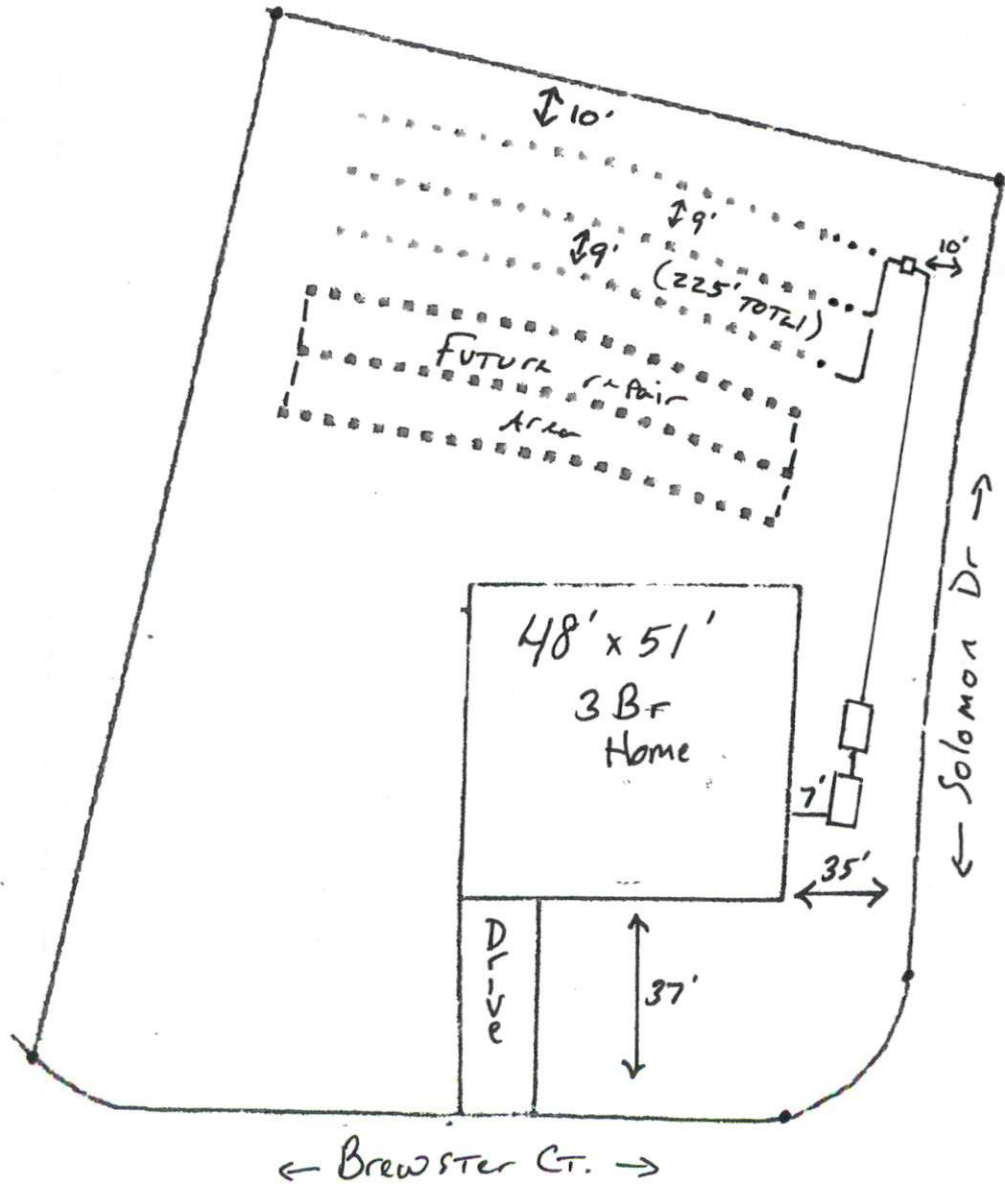 10'
9'
10'
9'
(225' TOTAL)
Future repair
Area
48' x 51'
3 Br
Home
7'
35'
37'
Drive
← Solomon Dr →
← Brewster CT. →